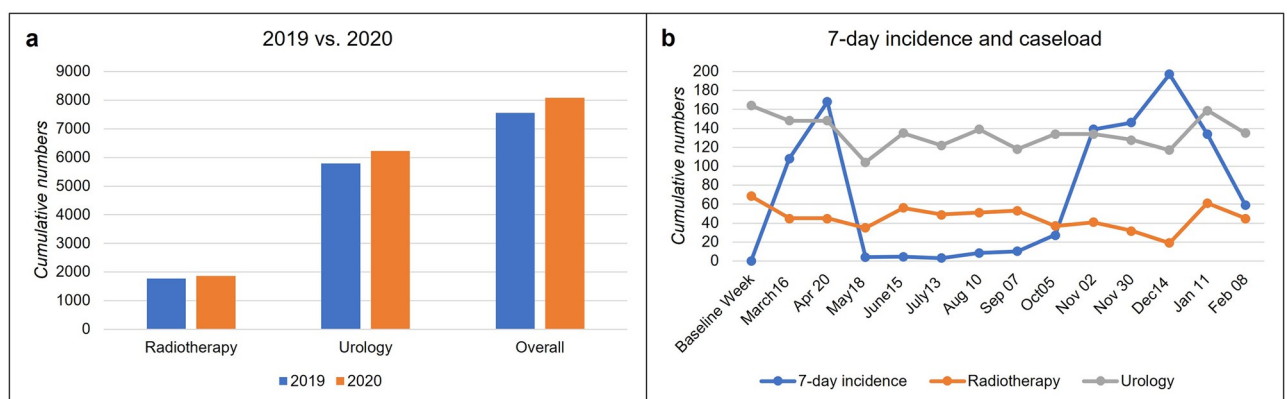 a
2019 vs. 2020
Cumulative numbers
9000
8000
7000
6000
5000
4000
3000
2000
1000
0
Radiotherapy Urology Overall
2019 2020
b
7-day incidence and caseload
Cumulative numbers
200
180
160
140
120
100
80
60
40
20
0
Baseline Week March16 Apr 20 May18 June15 July13 Aug 10 Sep 07 Oct05 Nov 02 Nov 30 Dec14 Jan 11 Feb 08
7-day incidence Radiotherapy Urology